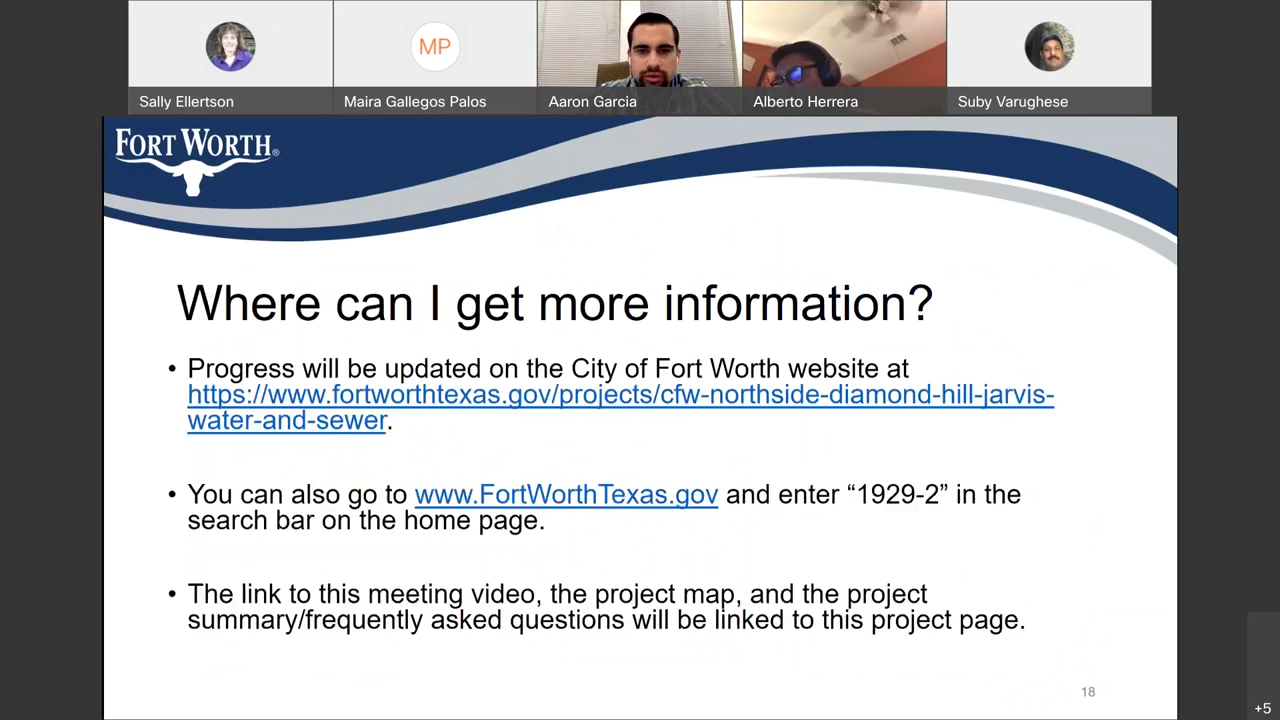 MP
Sally Ellertson
Maira Gallegos Palos
Aaron Garcia
Alberto Herrera
Suby Varughese
FORT WORTH®
Where can I get more information?
• Progress will be updated on the City of Fort Worth website at
https://www.fortworthtexas.gov/projects/cfw-northside-diamond-hill-jarvis-
water-and-sewer.
• You can also go to www.FortWorthTexas.gov and enter “1929-2” in the
search bar on the home page.
• The link to this meeting video, the project map, and the project
summary/frequently asked questions will be linked to this project page.
18
+5